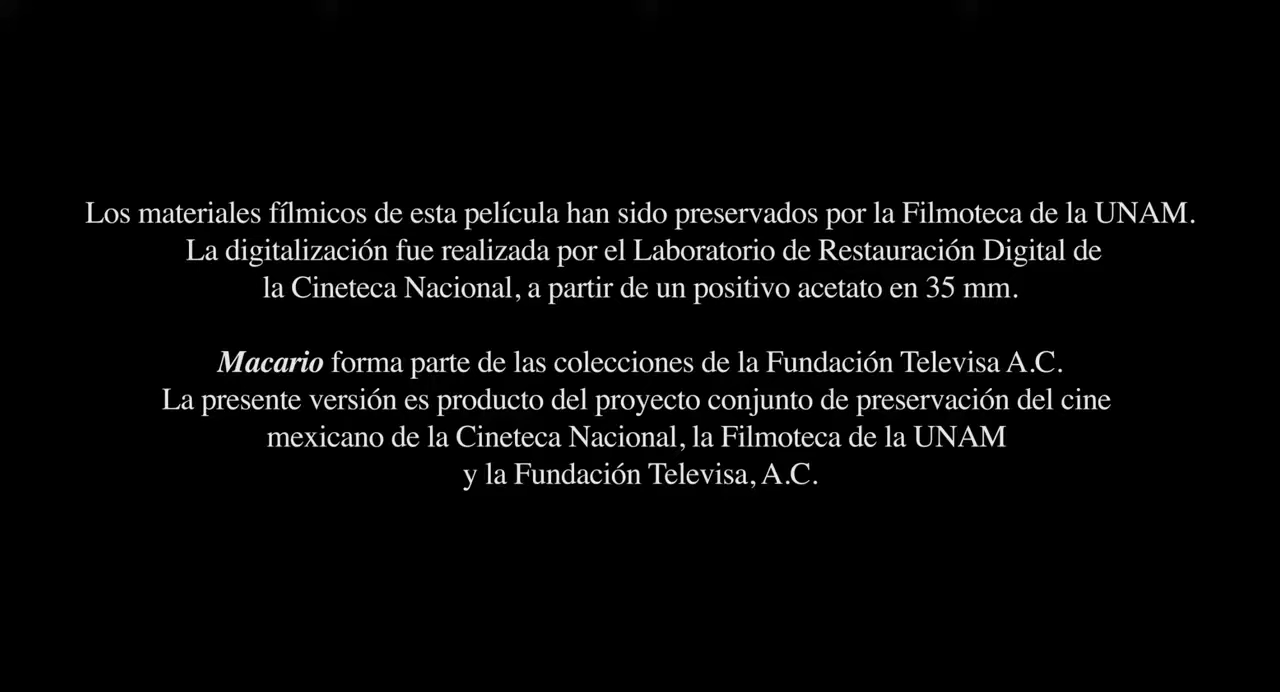 Los materiales fílmicos de esta película han sido preservados por la Filmoteca de la UNAM.
La digitalización fue realizada por el Laboratorio de Restauración Digital de
la Cineteca Nacional, a partir de un positivo acetato en 35 mm.
Macario forma parte de las colecciones de la Fundación Televisa A.C.
La presente versión es producto del proyecto conjunto de preservación del cine
mexicano de la Cineteca Nacional, la Filmoteca de la UNAM
y la Fundación Televisa, A.C.